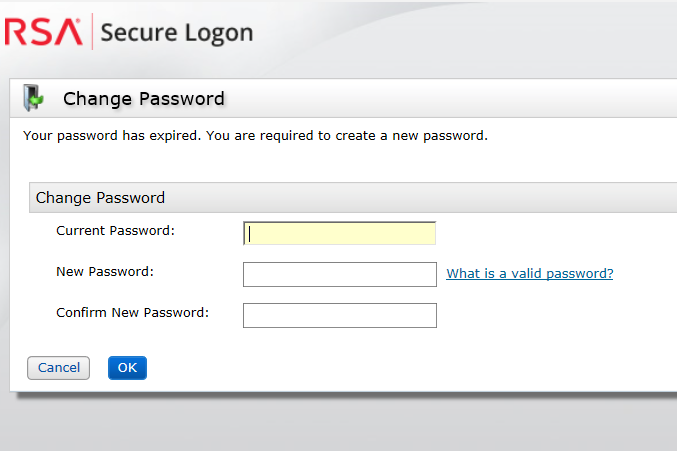 RSA Secure Logon
Change Password
Your password has expired. You are required to create a new password.
Change Password
Current Password:
New Password: What is a valid password?
Confirm New Password:
Cancel OK